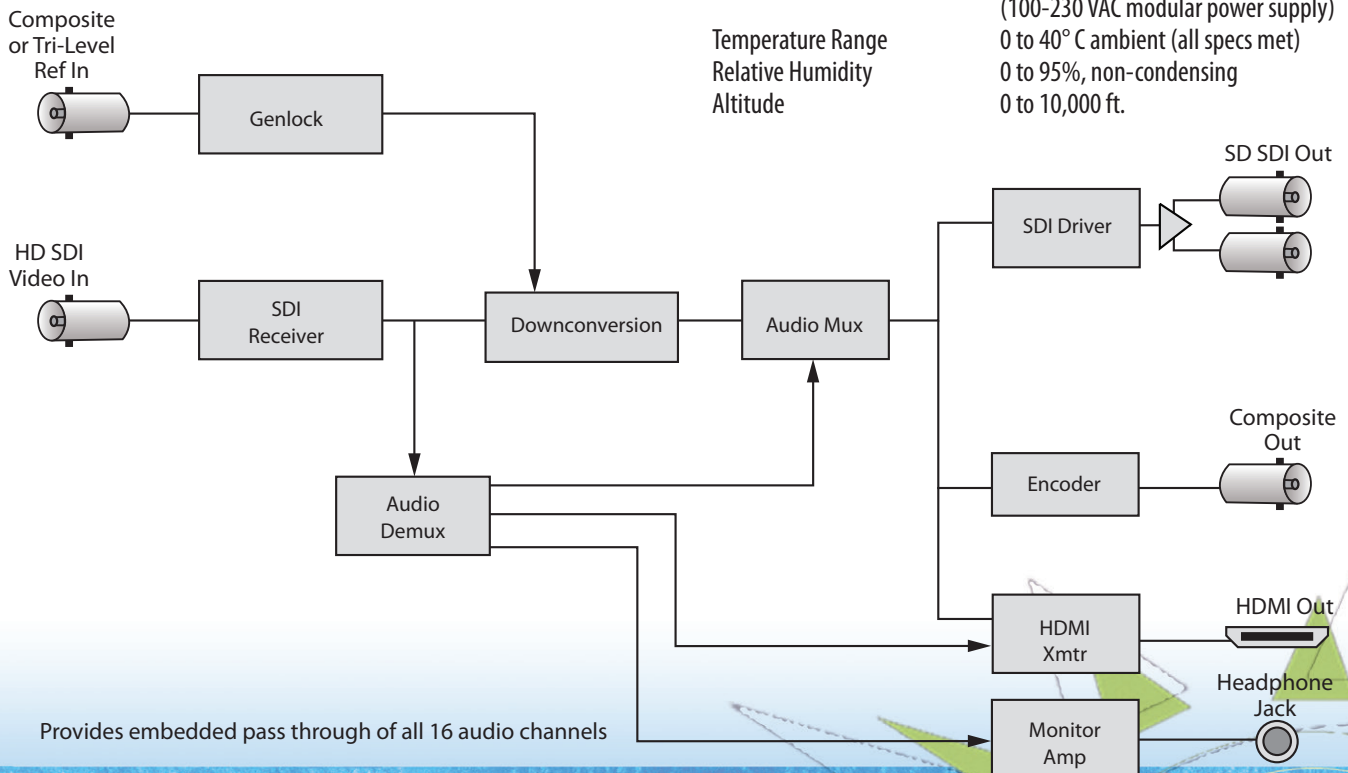 (100-230 VAC modular power supply)
Temperature Range 0 to 40° C ambient (all specs met)
Relative Humidity 0 to 95%, non-condensing
Altitude 0 to 10,000 ft.
Composite
or Tri-Level
Ref In
Genlock
SD SDI Out
SDI Driver
HD SDI
Video In
SDI
Receiver
Downconversion
Audio Mux
Composite
Out
Audio
Demux
Encoder
HDMI Out
HDMI
Xmtr
Headphone
Jack
Monitor
Amp
Provides embedded pass through of all 16 audio channels